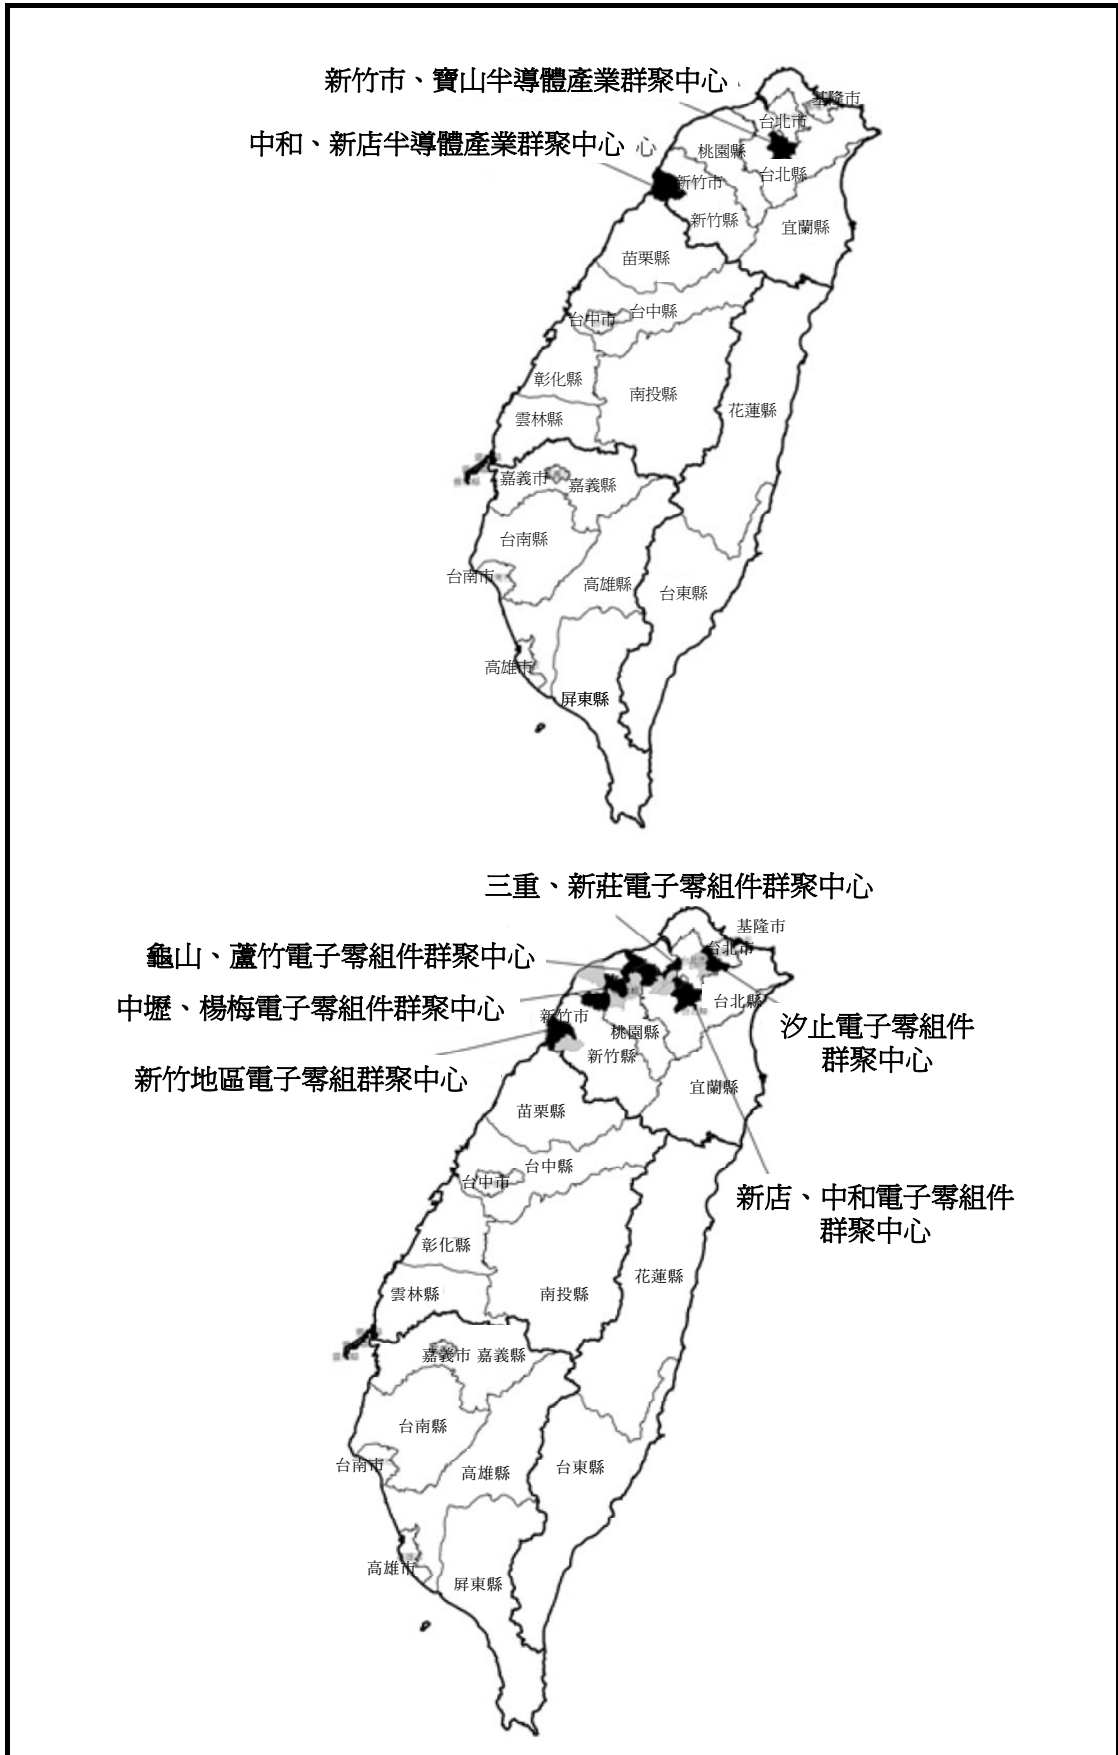 新竹市、寶山半導體產業群聚中心
基隆市
台北市
中和、新店半導體產業群聚中心 心
桃園縣
台北縣
新竹市
新竹縣
宜蘭縣
苗栗縣
台中縣
台中市
彰化縣
南投縣
花蓮縣
雲林縣
嘉義市
嘉義縣
台南縣
台南市
高雄縣
台東縣
高雄市
屏東縣
三重、新莊電子零組件群聚中心
基隆市
台北市
龜山、蘆竹電子零組件群聚中心
中壢、楊梅電子零組件群聚中心
台北縣
新竹市
桃園縣
汐止電子零組件
群聚中心
新竹縣
新竹地區電子零組群聚中心
宜蘭縣
苗栗縣
台中縣
台中市
新店、中和電子零組件
群聚中心
彰化縣
花蓮縣
雲林縣
南投縣
嘉義市 嘉義縣
台南縣
台南市
高雄縣
台東縣
高雄市
屏東縣